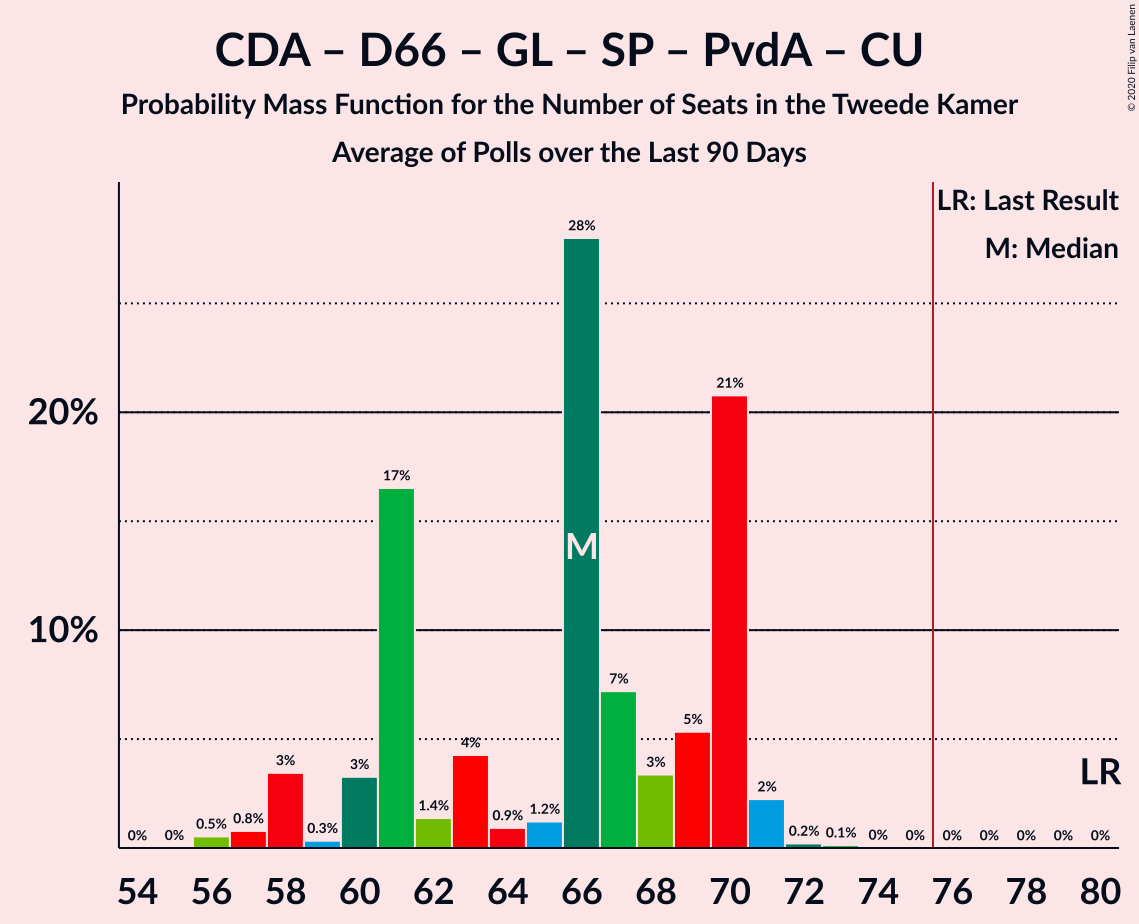 CDA – D66 – GL – SP – PvdA – CU
Probability Mass Function for the Number of Seats in the Tweede Kamer
Average of Polls over the Last 90 Days
© 2020 Filip van Laenen
LR: Last Result
M: Median
28%
21%
20%
17%
M
10%
7%
5%
4%
3%
3%
3%
2%
LR
0% 0% 0.5% 0.8% 0.3% 1.4% 0.9% 1.2% 0.2% 0.1% 0% 0% 0% 0% 0% 0% 0%
54 56 58 60 62 64 66 68 70 72 74 76 78 80